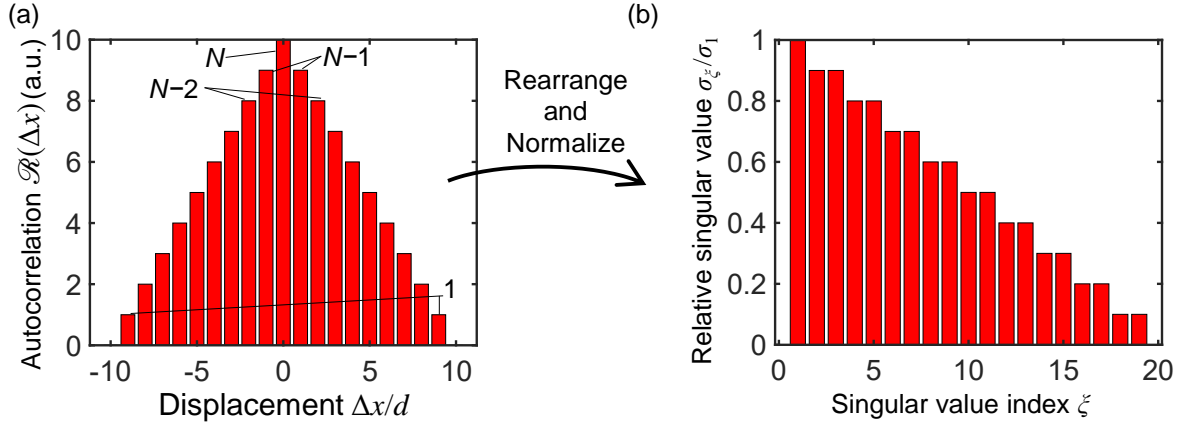 (a)
Autocorrelation ℛ(Δx) (a.u.)
10
8
6
4
2
0
N
N−1
N−2
1
-10
-5
0
5
10
Displacement Δx/d
Rearrange
and
Normalize
(b)
Relative singular value σ_ξ/σ_1
1
0.8
0.6
0.4
0.2
0
0
5
10
15
20
Singular value index ξ